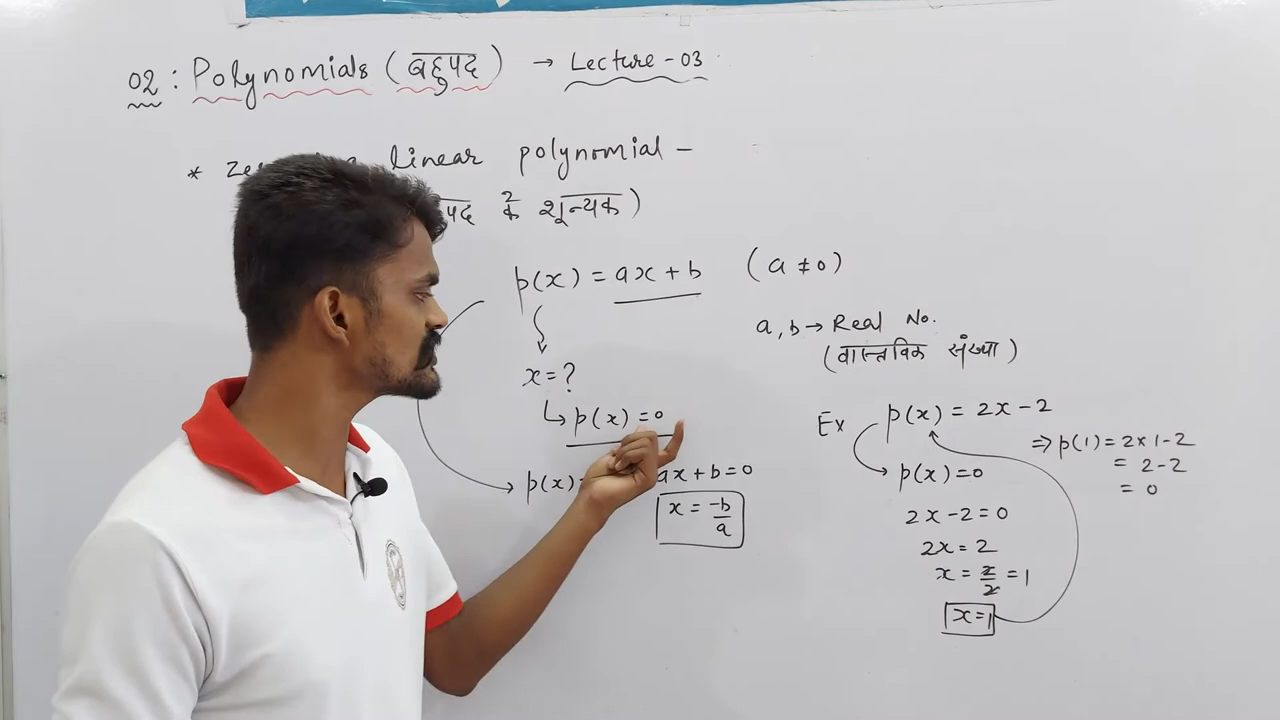 02 : Polynomials (बहुपद) → Lecture - 03
* linear polynomial -
के शून्यक)
p(x) = ax + b (a ≠ 0)
x = ?
↳ p(x) = 0
p(x) ax + b = 0
x = -b/a
a, b → Real No.
(वास्तविक संख्या)
Ex p(x) = 2x - 2
p(x) = 0
2x - 2 = 0
2x = 2
x = 2/2 = 1
x = 1
⇒ p(1) = 2 x 1 - 2
= 2 - 2
= 0